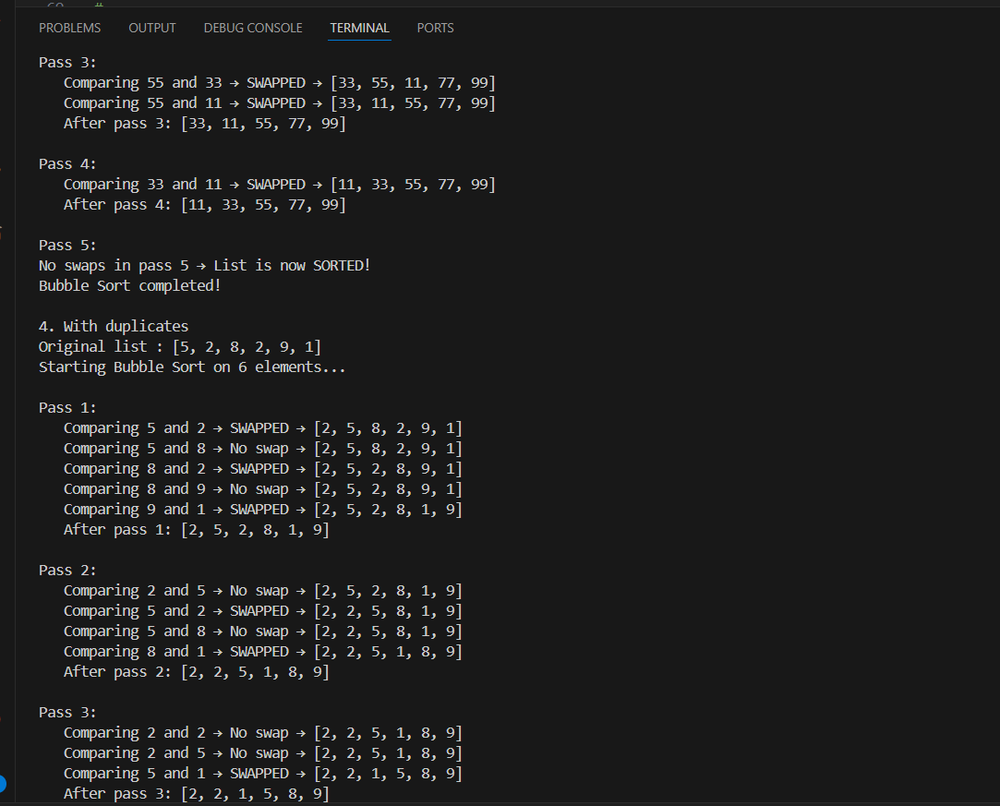 PROBLEMS OUTPUT DEBUG CONSOLE TERMINAL PORTS
Pass 3:
Comparing 55 and 33 → SWAPPED → [33, 55, 11, 77, 99]
Comparing 55 and 11 → SWAPPED → [33, 11, 55, 77, 99]
After pass 3: [33, 11, 55, 77, 99]
Pass 4:
Comparing 33 and 11 → SWAPPED → [11, 33, 55, 77, 99]
After pass 4: [11, 33, 55, 77, 99]
Pass 5:
No swaps in pass 5 → List is now SORTED!
Bubble Sort completed!
4. With duplicates
Original list : [5, 2, 8, 2, 9, 1]
Starting Bubble Sort on 6 elements...
Pass 1:
Comparing 5 and 2 → SWAPPED → [2, 5, 8, 2, 9, 1]
Comparing 5 and 8 → No swap → [2, 5, 8, 2, 9, 1]
Comparing 8 and 2 → SWAPPED → [2, 5, 2, 8, 9, 1]
Comparing 8 and 9 → No swap → [2, 5, 2, 8, 9, 1]
Comparing 9 and 1 → SWAPPED → [2, 5, 2, 8, 1, 9]
After pass 1: [2, 5, 2, 8, 1, 9]
Pass 2:
Comparing 2 and 5 → No swap → [2, 5, 2, 8, 1, 9]
Comparing 5 and 2 → SWAPPED → [2, 2, 5, 8, 1, 9]
Comparing 5 and 8 → No swap → [2, 2, 5, 8, 1, 9]
Comparing 8 and 1 → SWAPPED → [2, 2, 5, 1, 8, 9]
After pass 2: [2, 2, 5, 1, 8, 9]
Pass 3:
Comparing 2 and 2 → No swap → [2, 2, 5, 1, 8, 9]
Comparing 2 and 5 → No swap → [2, 2, 5, 1, 8, 9]
Comparing 5 and 1 → SWAPPED → [2, 2, 1, 5, 8, 9]
After pass 3: [2, 2, 1, 5, 8, 9]